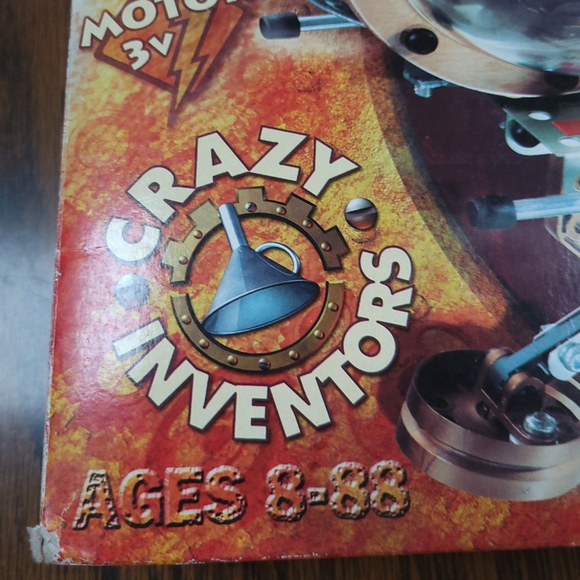 MOTOR
3V
CRAZY
INVENTORS
AGES 8-88